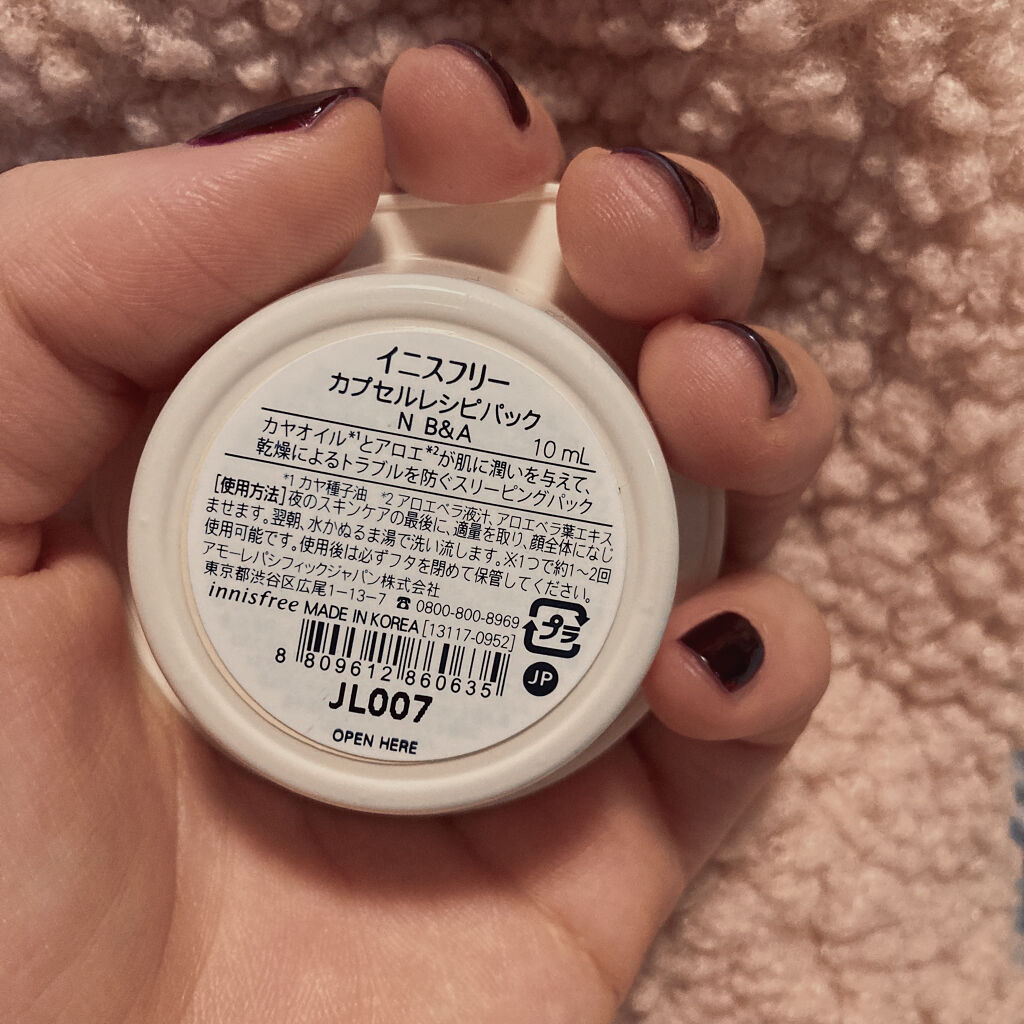 イニスフリー
カプセルレシピパック
N B&A 10 mL
カヤオイル*1とアロエ*2が肌に潤いを与えて、
乾燥によるトラブルを防ぐスリーピングパック
*1 カヤ種子油 *2 アロエベラ液汁、アロエベラ葉エキス
[使用方法]夜のスキンケアの最後に、適量を取り、顔全体になじ
ませます。翌朝、水かぬるま湯で洗い流します。※1つで約1~2回
使用可能です。使用後は必ずフタを閉めて保管してください。
アモーレパシフィックジャパン株式会社
東京都渋谷区広尾1-13-7 ☎ 0800-800-8969
innisfree MADE IN KOREA [13117-0952]
プラ
8 809612 860635
JP
JL007
OPEN HERE